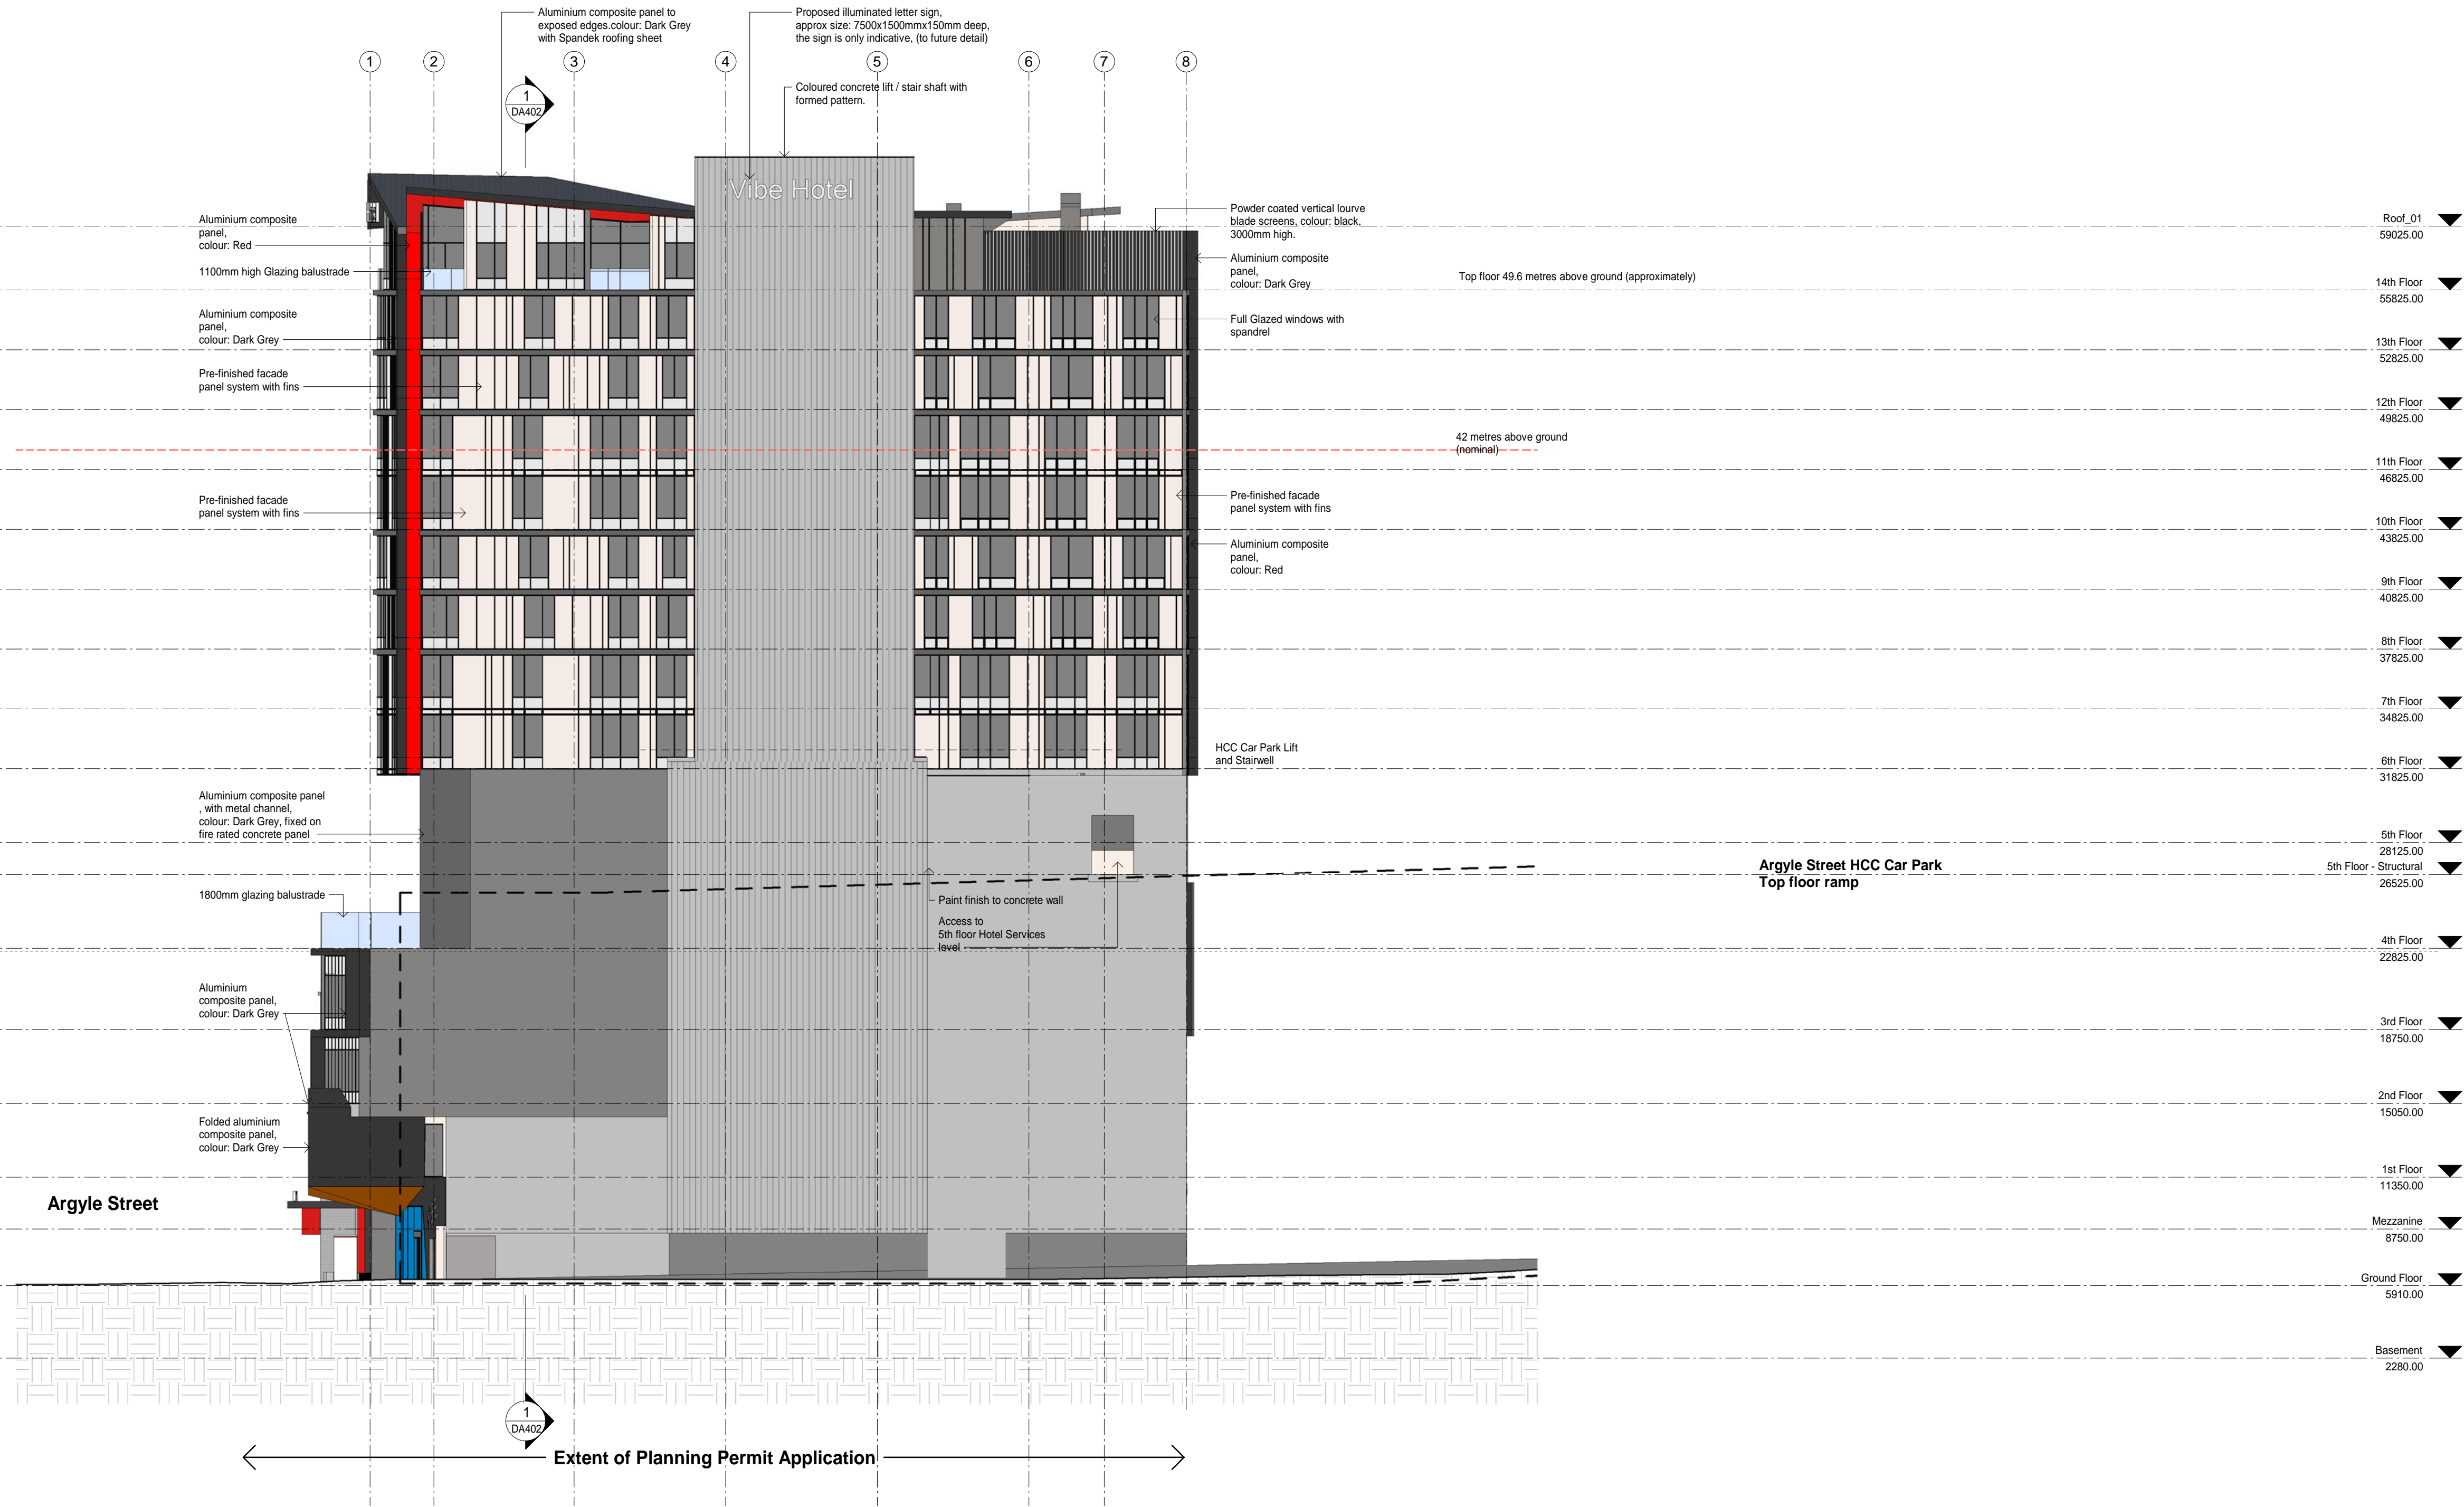 Aluminium composite panel to
exposed edges.colour: Dark Grey
with Spandek roofing sheet
Proposed illuminated letter sign,
approx size: 7500x1500mmx150mm deep,
the sign is only indicative, (to future detail)
1
2
3
4
5
6
7
8
1
DA402
Coloured concrete lift / stair shaft with
formed pattern.
Vibe Hotel
Aluminium composite
panel,
colour: Red
1100mm high Glazing balustrade
Aluminium composite
panel,
colour: Dark Grey
Pre-finished facade
panel system with fins
Pre-finished facade
panel system with fins
Aluminium composite panel
, with metal channel,
colour: Dark Grey, fixed on
fire rated concrete panel
1800mm glazing balustrade
Aluminium
composite panel,
colour: Dark Grey
Folded aluminium
composite panel,
colour: Dark Grey
Argyle Street
Powder coated vertical lourve
blade screens, colour; black,
3000mm high.
Aluminium composite
panel,
colour: Dark Grey
Full Glazed windows with
spandrel
Top floor 49.6 metres above ground (approximately)
42 metres above ground
(nominal)
Pre-finished facade
panel system with fins
Aluminium composite
panel,
colour: Red
HCC Car Park Lift
and Stairwell
Paint finish to concrete wall
Access to
5th floor Hotel Services
level
Argyle Street HCC Car Park
Top floor ramp
Roof_01
59025.00
14th Floor
55825.00
13th Floor
52825.00
12th Floor
49825.00
11th Floor
46825.00
10th Floor
43825.00
9th Floor
40825.00
8th Floor
37825.00
7th Floor
34825.00
6th Floor
31825.00
5th Floor
28125.00
5th Floor - Structural
26525.00
4th Floor
22825.00
3rd Floor
18750.00
2nd Floor
15050.00
1st Floor
11350.00
Mezzanine
8750.00
Ground Floor
5910.00
Basement
2280.00
1
DA402
Extent of Planning Permit Application